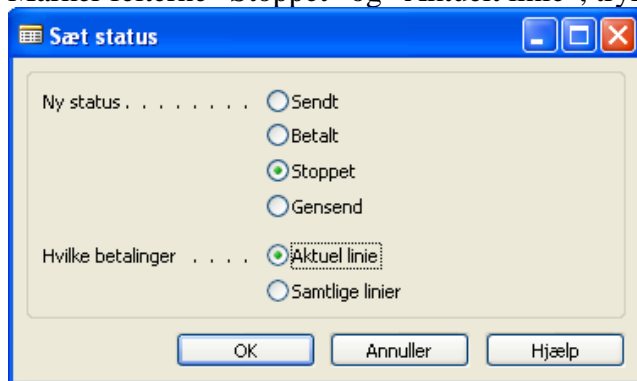 Sæt status
Ny status . . . . . . . . Sendt
Betalt
Stoppet
Gensend
Hvilke betalinger . . . . Aktuel linie
Samtlige linier
OK Annuller Hjælp